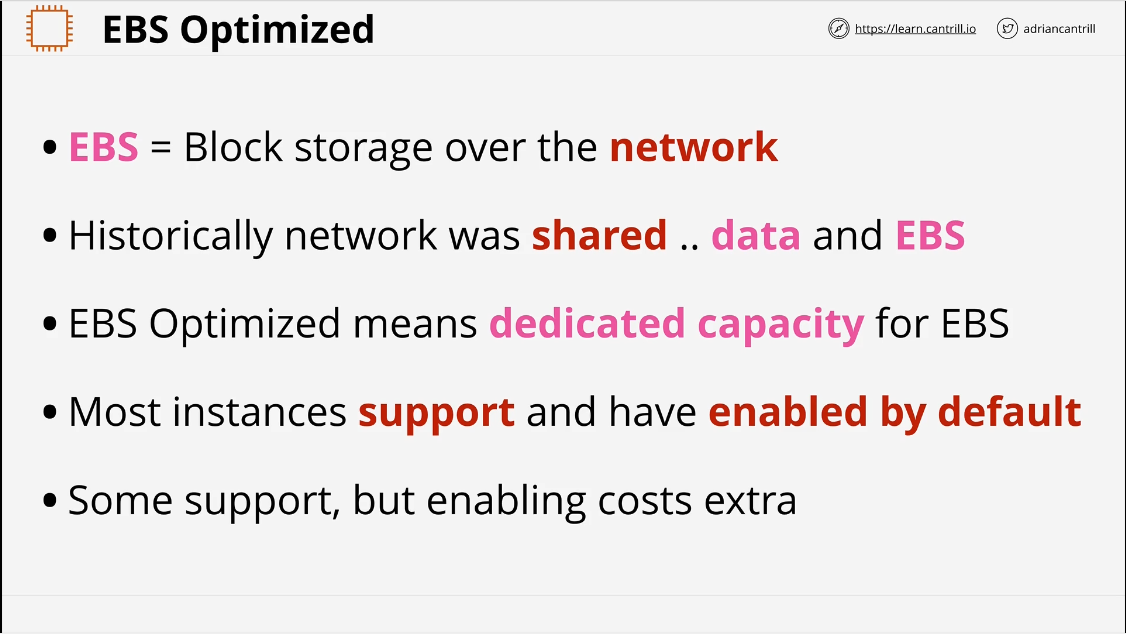 EBS Optimized
https://learn.cantrill.io
adriancantrill
• EBS = Block storage over the network
• Historically network was shared .. data and EBS
• EBS Optimized means dedicated capacity for EBS
• Most instances support and have enabled by default
• Some support, but enabling costs extra